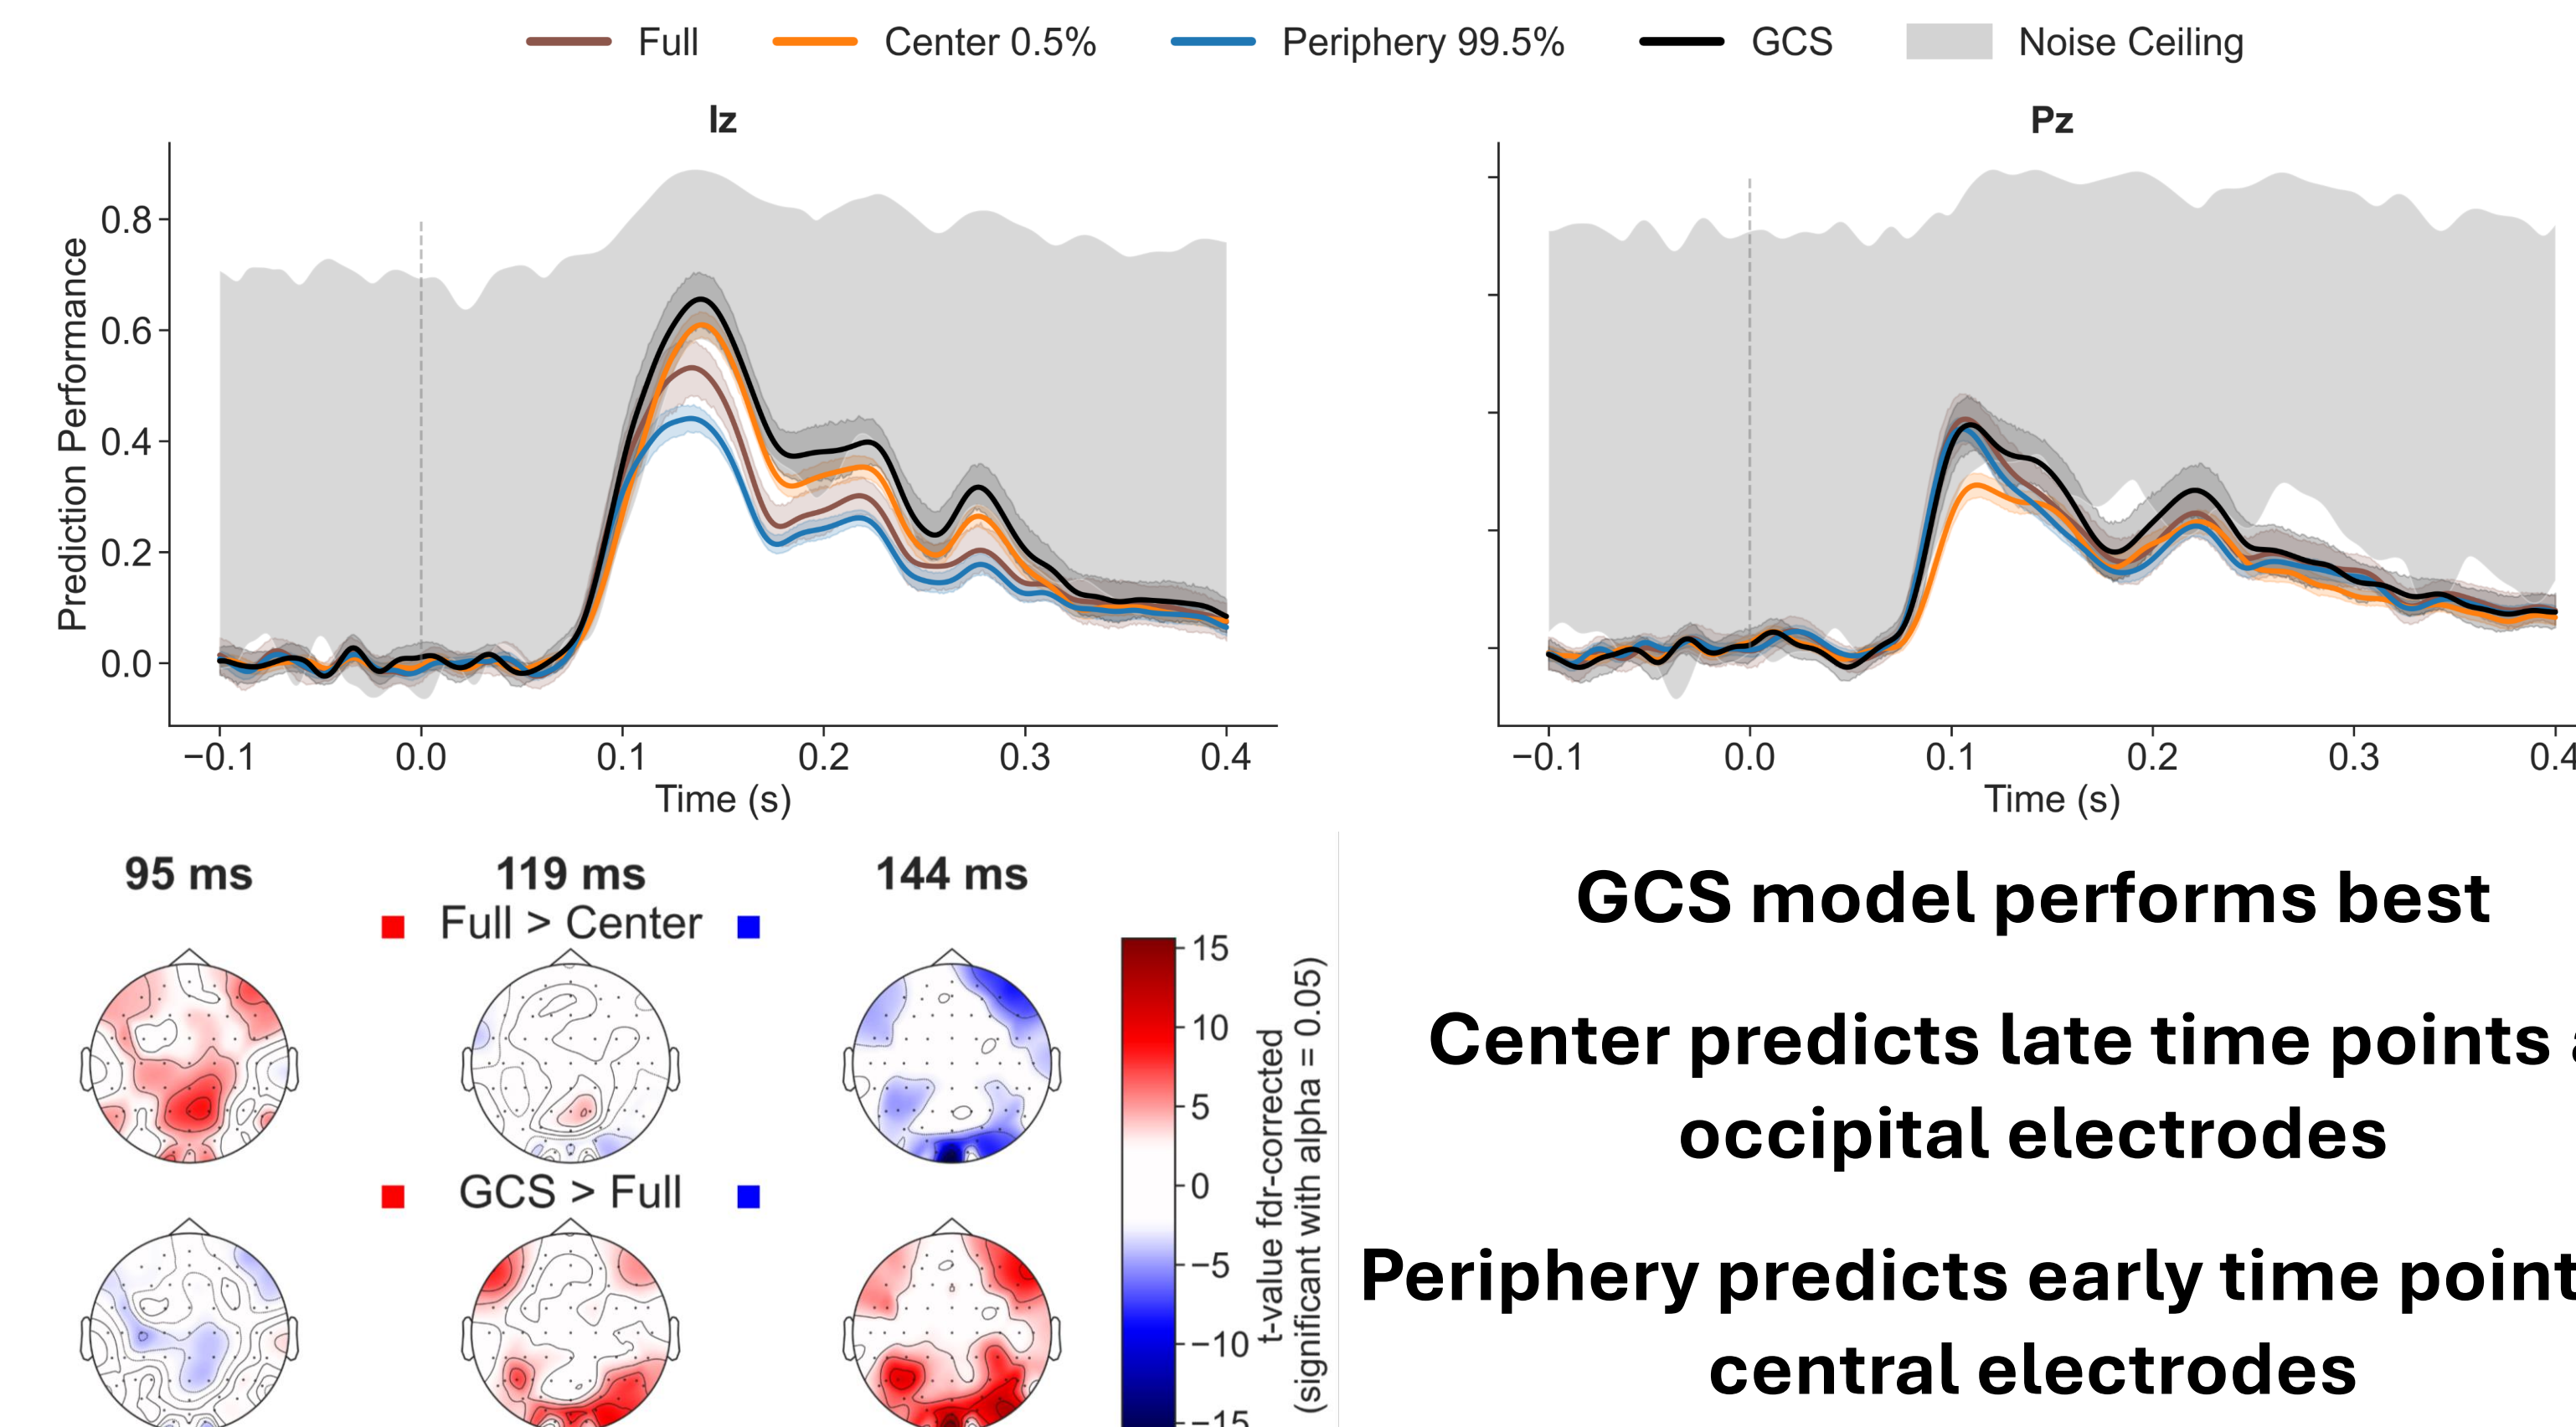 Full Center 0.5% Periphery 99.5% GCS Noise Ceiling
Iz
Prediction Performance
0.8
0.6
0.4
0.2
0.0
−0.1 0.0 0.1 0.2 0.3 0.4
Time (s)
Pz
−0.1 0.0 0.1 0.2 0.3 0.4
Time (s)
95 ms 119 ms 144 ms
Full > Center
GCS > Full
15
10
5
0
−5
−10
−15
t-value fdr-corrected
(significant with alpha = 0.05)
GCS model performs best
Center predicts late time points
occipital electrodes
Periphery predicts early time point
central electrodes